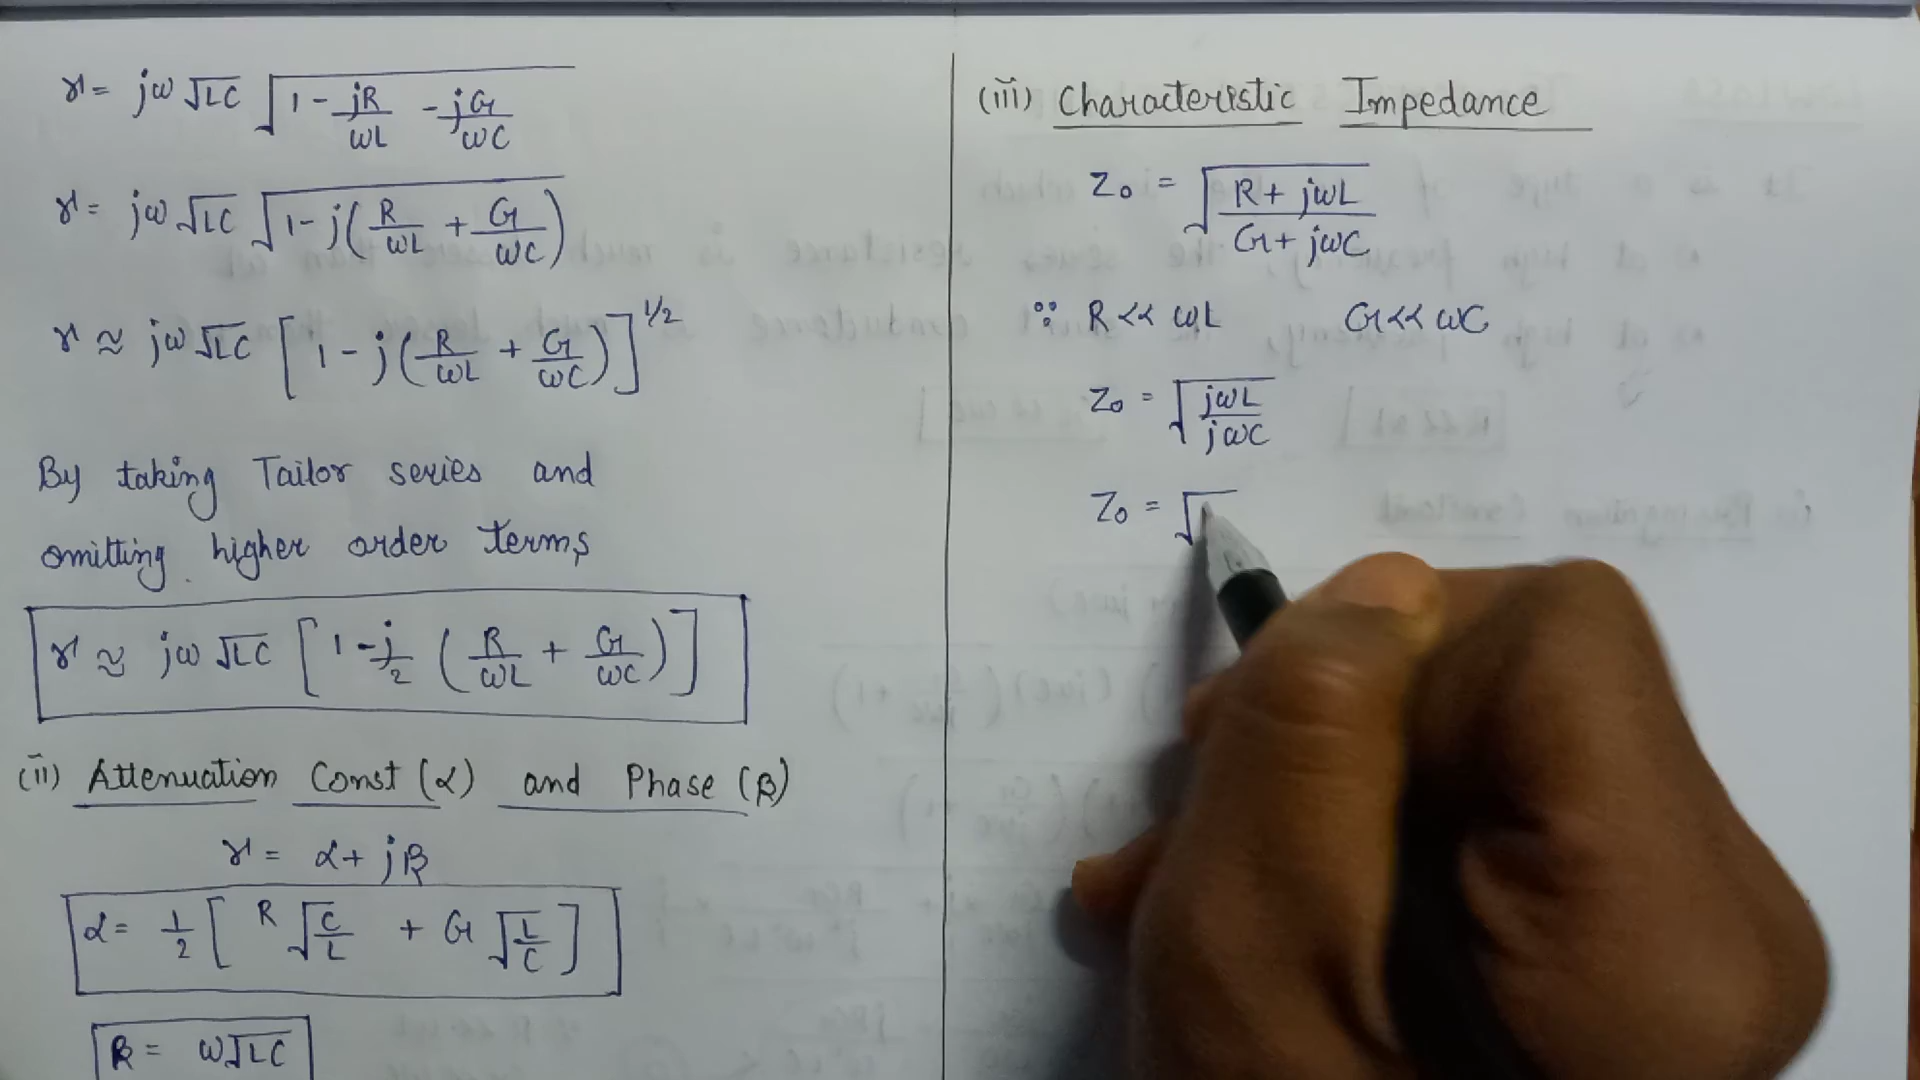 γ = jω √LC √1 - jR/ωL - jG/ωC
γ = jω √LC √1 - j(R/ωL + G/ωC)
γ ≈ jω √LC [1 - j(R/ωL + G/ωC)]^1/2
By taking Tailor series and
omitting higher order terms
γ ≈ jω √LC [1 - j/2 (R/ωL + G/ωC)]
(ii) Attenuation Const (α) and Phase (β)
γ = α + jβ
α = 1/2 [R √C/L + G √L/C]
β = ω√LC
(iii) Characteristic Impedance
Z₀ = √R + jωL / G + jωC
∵ R << ωL G << ωC
Z₀ = √jωL / jωC
Z₀ = √